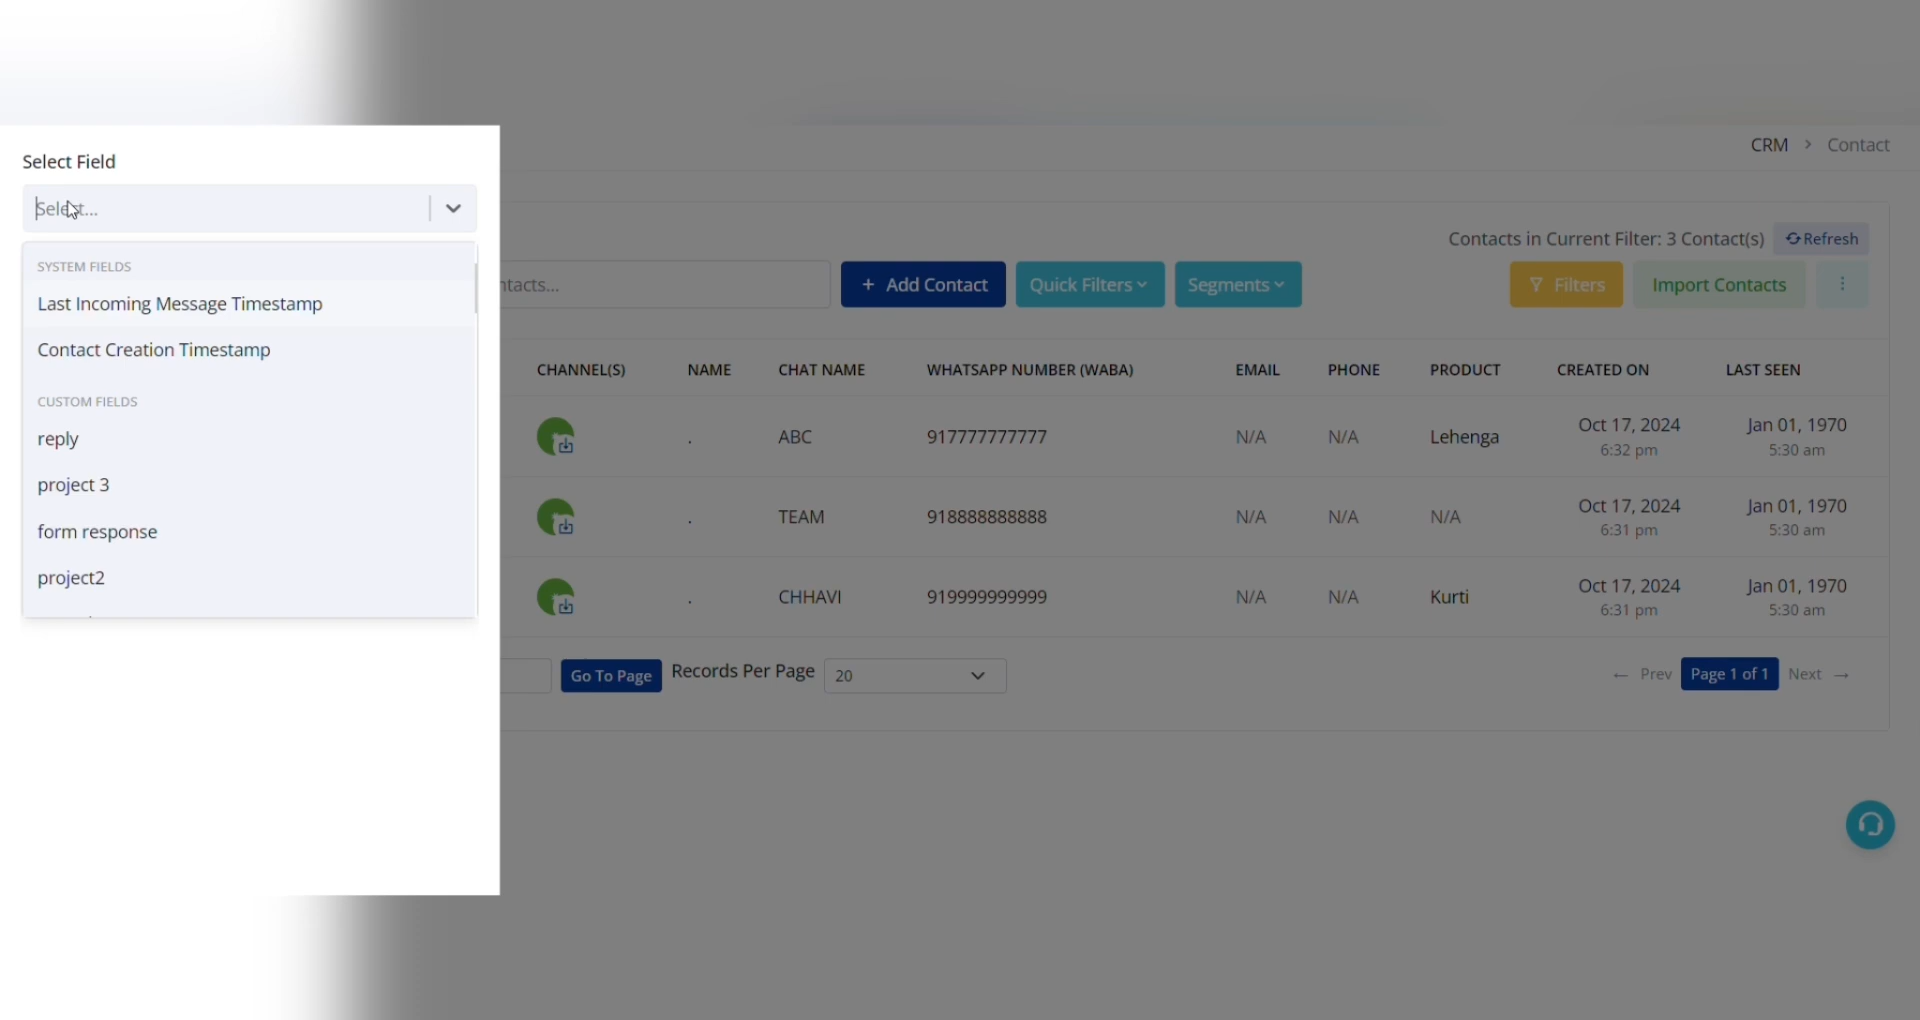 Select Field
Select...
SYSTEM FIELDS
Last Incoming Message Timestamp
Contact Creation Timestamp
CUSTOM FIELDS
reply
project 3
form response
project2
CRM > Contact
Contacts in Current Filter: 3 Contact(s) Refresh
ntacts... + Add Contact Quick Filters Segments Filters Import Contacts
CHANNEL(S) NAME CHAT NAME WHATSAPP NUMBER (WABA) EMAIL PHONE PRODUCT CREATED ON LAST SEEN
. ABC 917777777777 N/A N/A Lehenga Oct 17, 2024 Jan 01, 1970
6:32 pm 5:30 am
. TEAM 918888888888 N/A N/A N/A Oct 17, 2024 Jan 01, 1970
6:31 pm 5:30 am
. CHHAVI 919999999999 N/A N/A Kurti Oct 17, 2024 Jan 01, 1970
6:31 pm 5:30 am
Go To Page Records Per Page 20 ← Prev Page 1 of 1 Next →